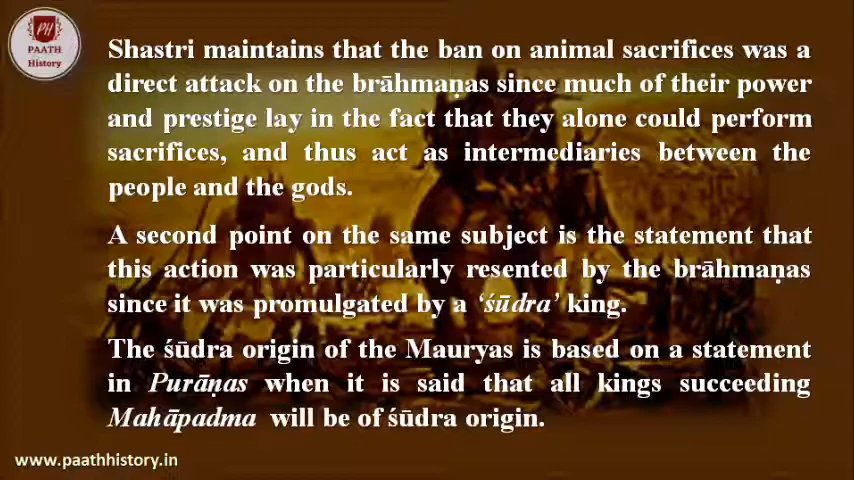 PH
PAATH
History
Shastri maintains that the ban on animal sacrifices was a
direct attack on the brāhmaṇas since much of their power
and prestige lay in the fact that they alone could perform
sacrifices, and thus act as intermediaries between the
people and the gods.
A second point on the same subject is the statement that
this action was particularly resented by the brāhmaṇas
since it was promulgated by a ‘śūdra’ king.
The śūdra origin of the Mauryas is based on a statement
in Purāṇas when it is said that all kings succeeding
Mahāpadma will be of śūdra origin.
www.paathhistory.in